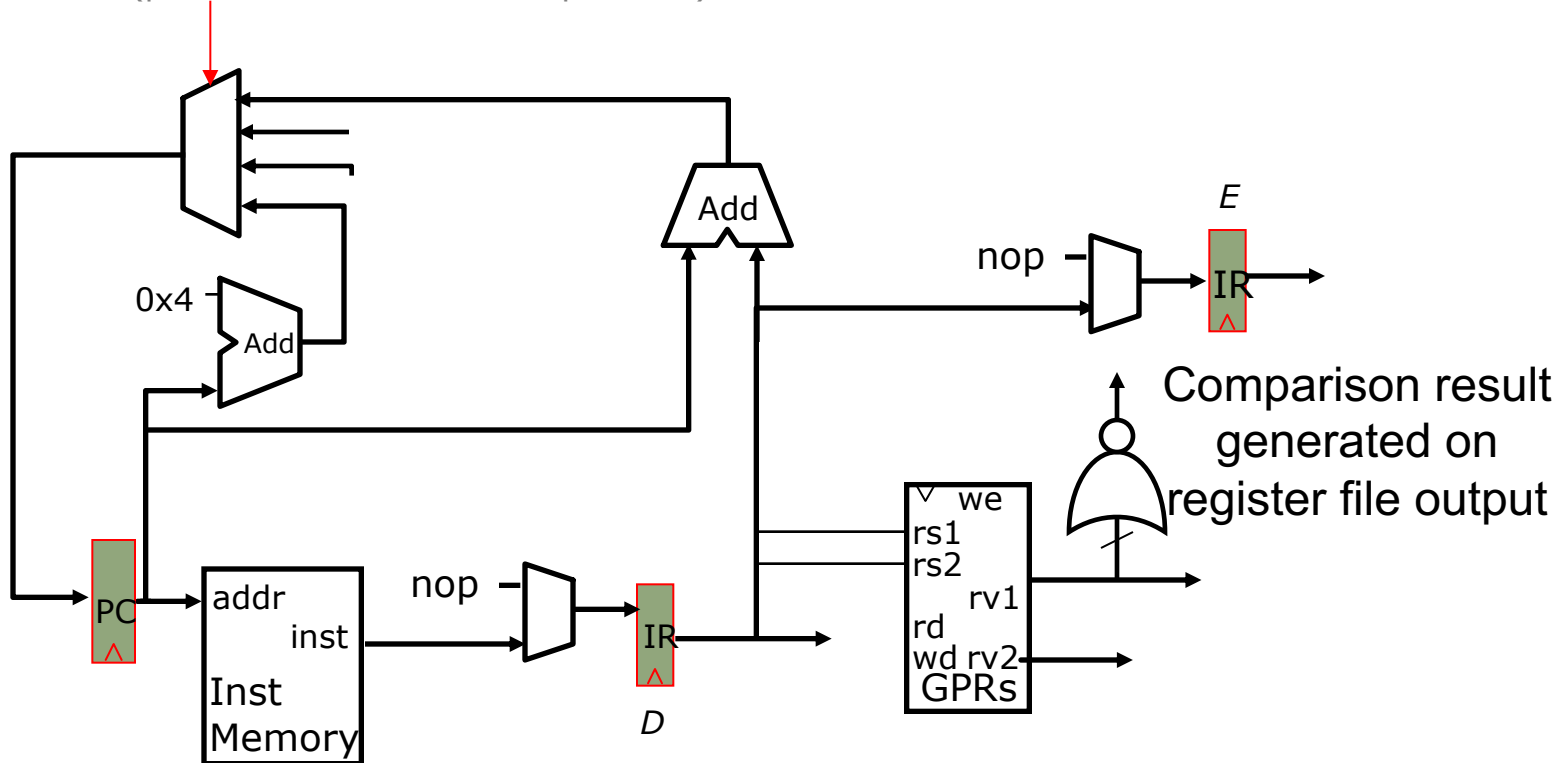 E
nop
IR
0x4
Add
Add
Comparison result
generated on
register file output
we
rs1
rs2
rv1
rd
wd rv2
GPRs
nop
PC
addr
inst
Inst
Memory
IR
D